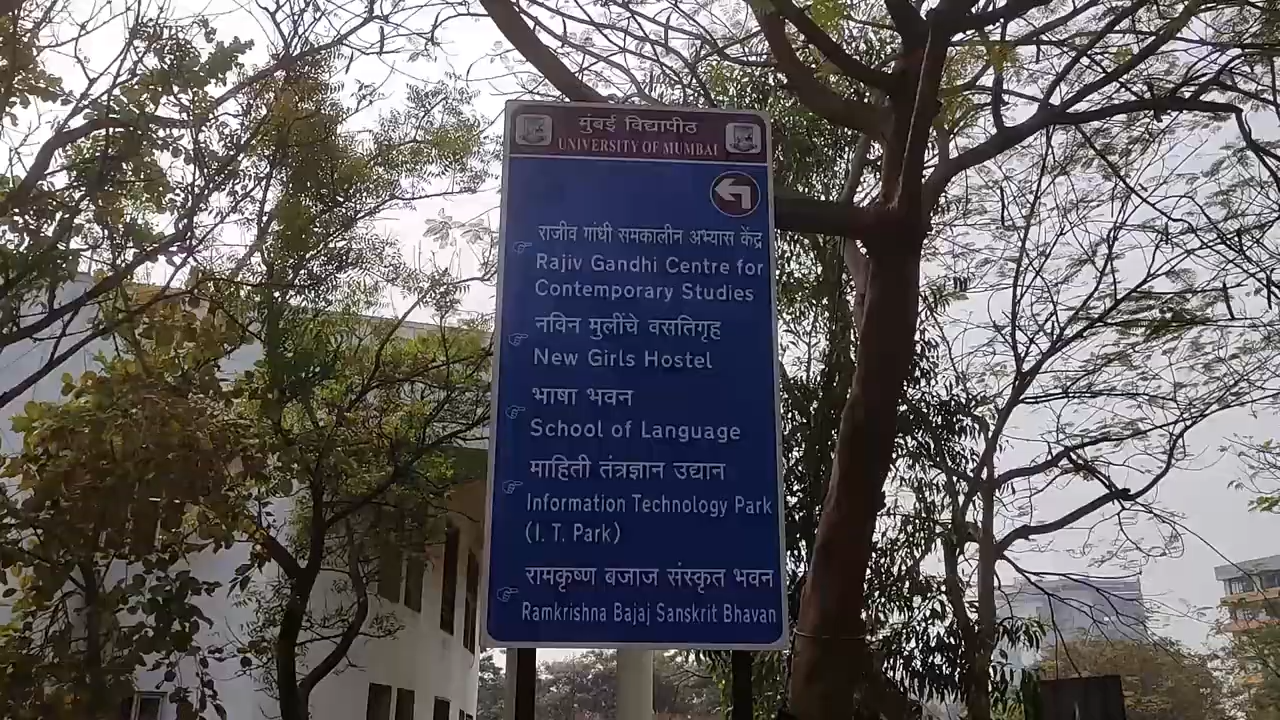 मुंबई विद्यापीठ
UNIVERSITY OF MUMBAI
राजीव गांधी समकालीन अभ्यास केंद्र
Rajiv Gandhi Centre for
Contemporary Studies
नविन मुलींचे वसतिगृह
New Girls Hostel
भाषा भवन
School of Language
माहिती तंत्रज्ञान उद्यान
Information Technology Park
(I. T. Park)
रामकृष्ण बजाज संस्कृत भवन
Ramkrishna Bajaj Sanskrit Bhavan